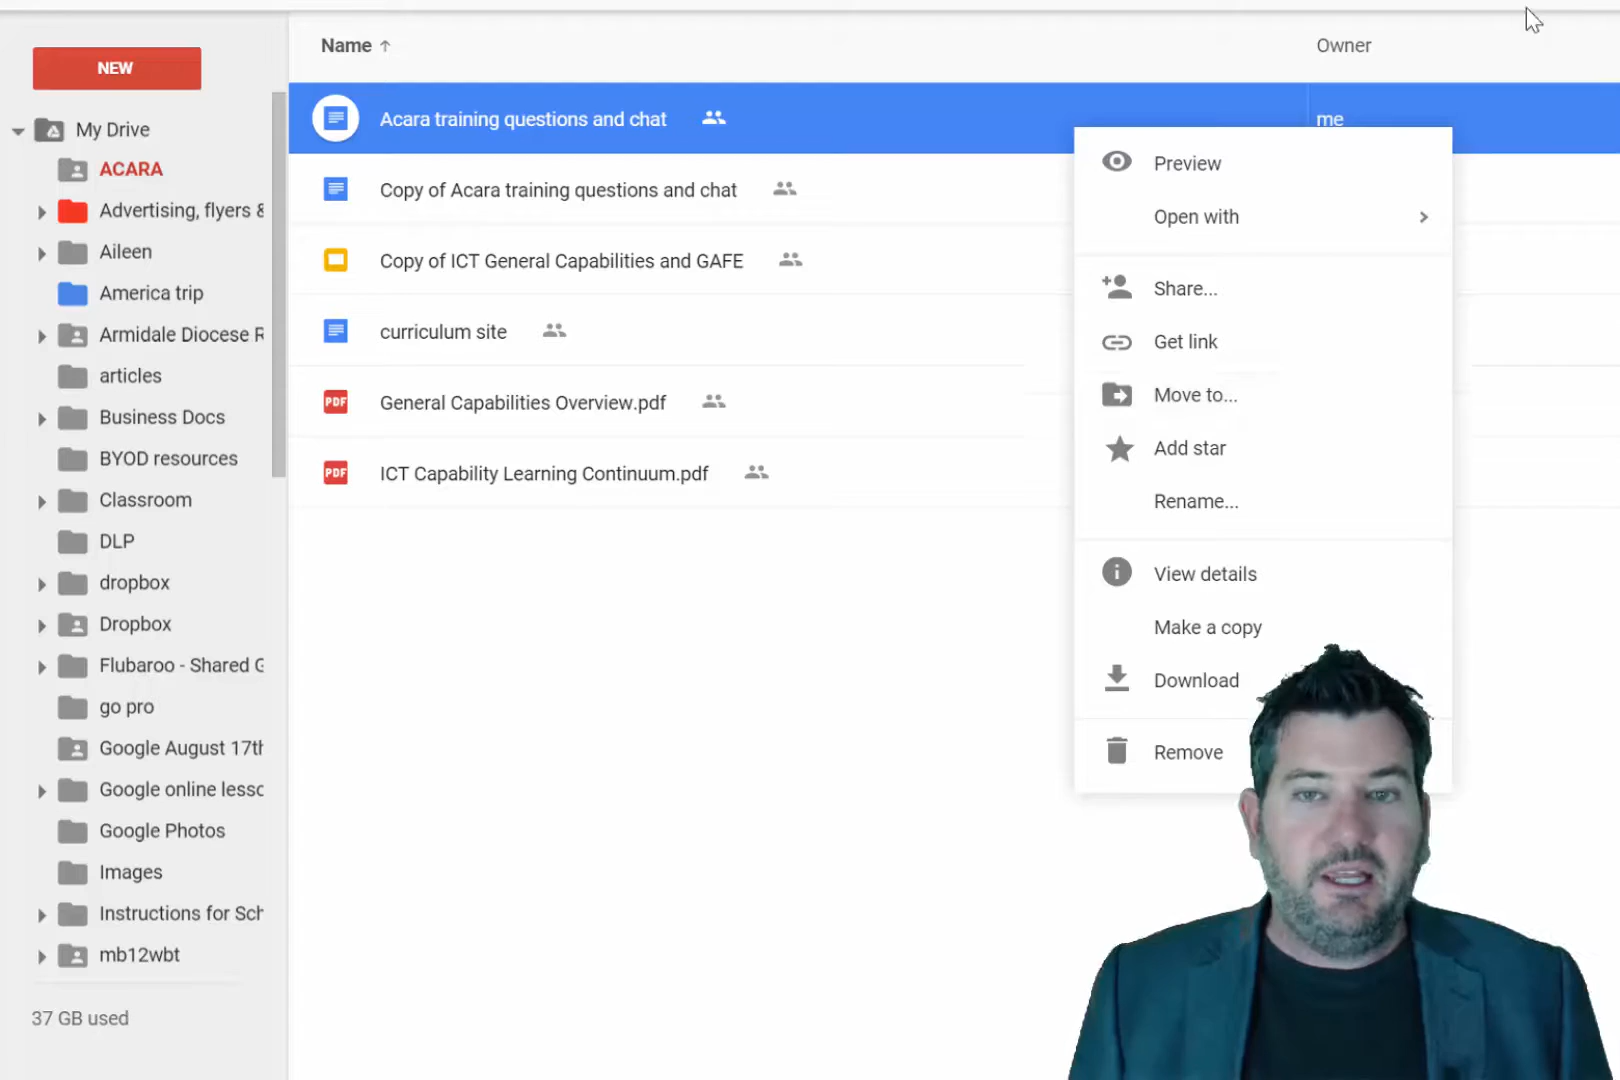 NEW
My Drive
ACARA
Advertising, flyers &
Aileen
America trip
Armidale Diocese R
articles
Business Docs
BYOD resources
Classroom
DLP
dropbox
Dropbox
Flubaroo - Shared G
go pro
Google August 17th
Google online lesso
Google Photos
Images
Instructions for Sch
mb12wbt
37 GB used
Name ↑
Owner
Acara training questions and chat
me
Copy of Acara training questions and chat
Copy of ICT General Capabilities and GAFE
curriculum site
PDF General Capabilities Overview.pdf
PDF ICT Capability Learning Continuum.pdf
Preview
Open with
Share...
Get link
Move to...
Add star
Rename...
View details
Make a copy
Download
Remove